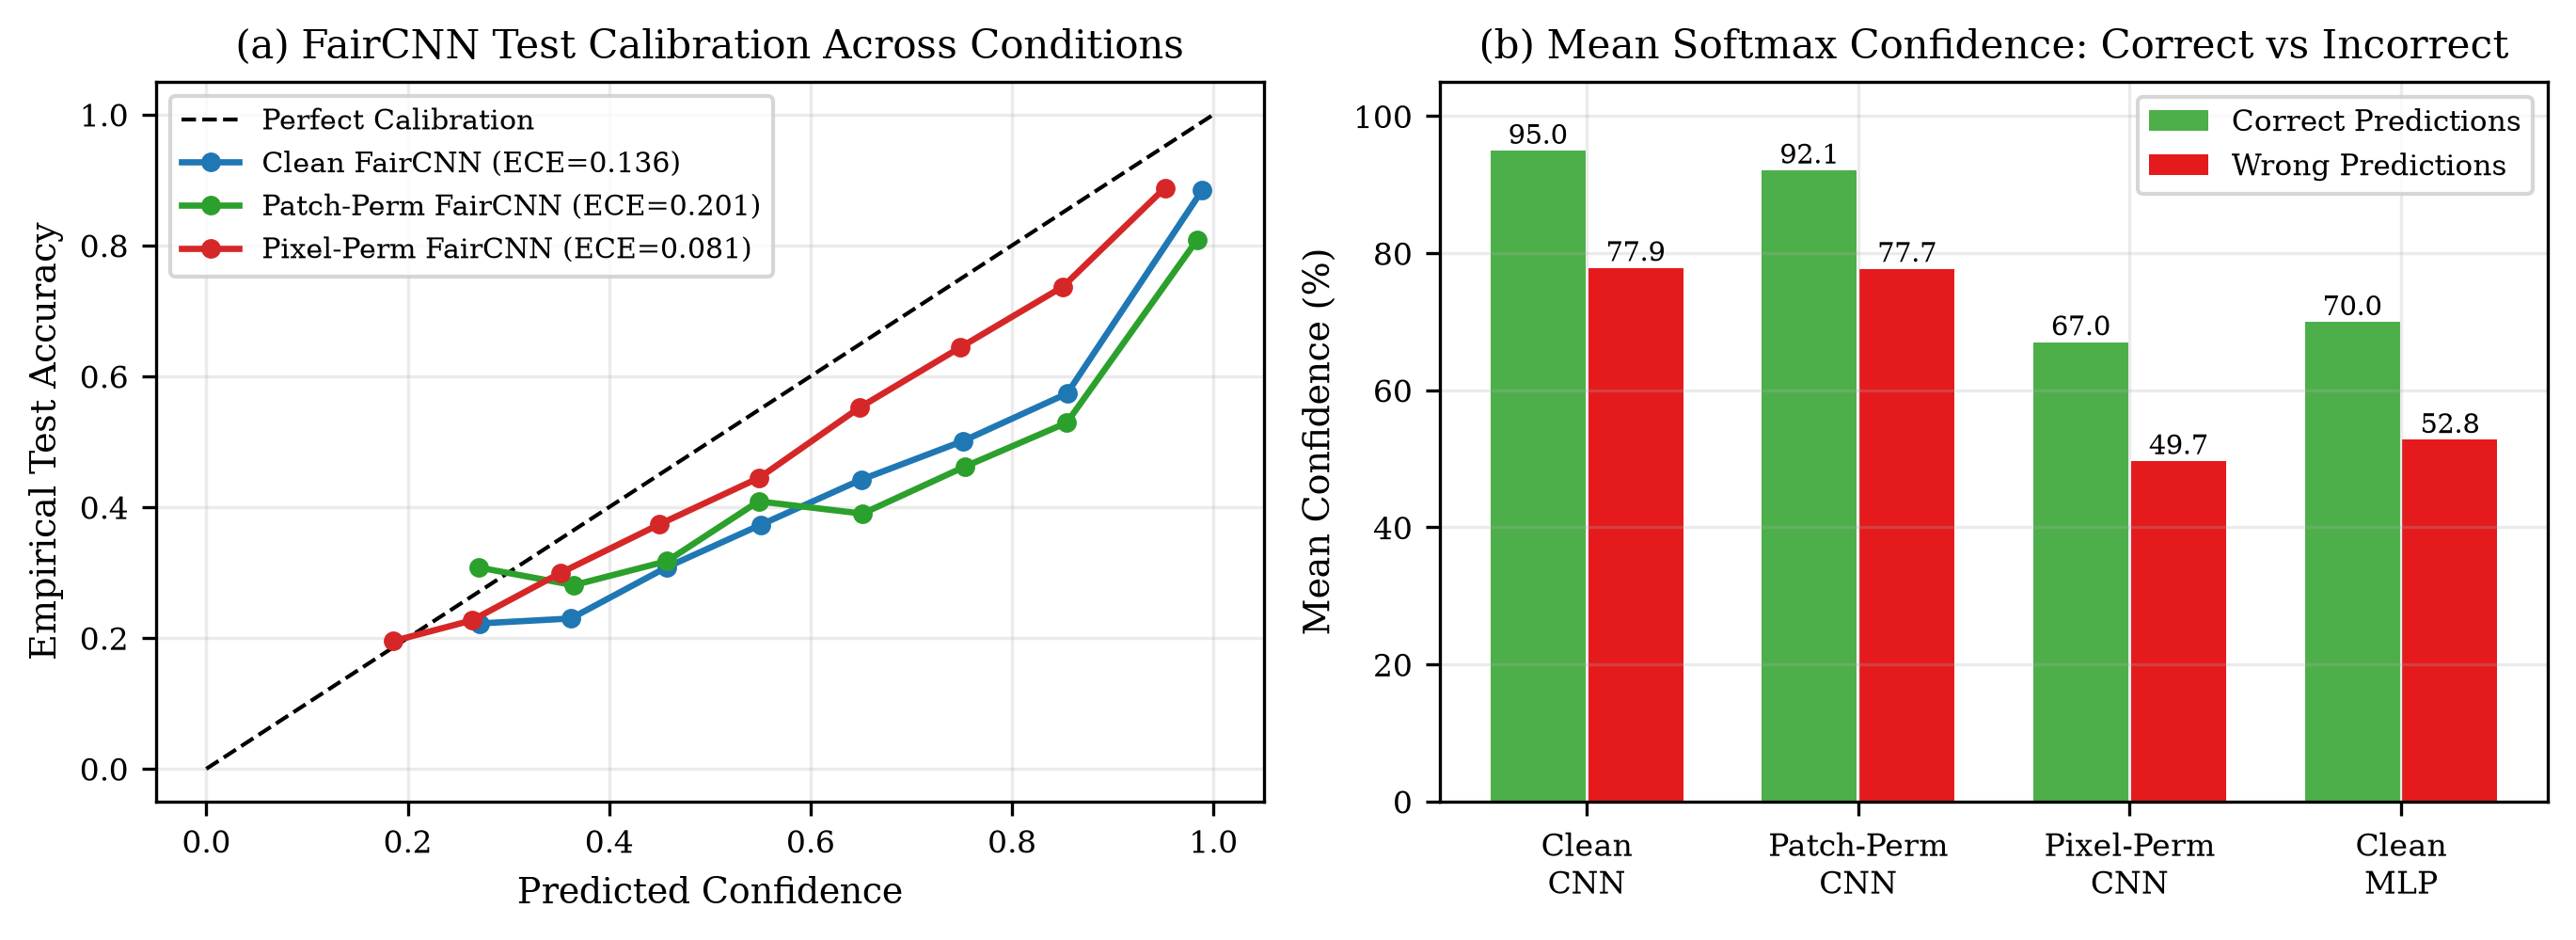 (a) FairCNN Test Calibration Across Conditions
Empirical Test Accuracy
1.0
0.8
0.6
0.4
0.2
0.0
Perfect Calibration
Clean FairCNN (ECE=0.136)
Patch-Perm FairCNN (ECE=0.201)
Pixel-Perm FairCNN (ECE=0.081)
0.0 0.2 0.4 0.6 0.8 1.0
Predicted Confidence
(b) Mean Softmax Confidence: Correct vs Incorrect
Mean Confidence (%)
100
80
60
40
20
0
Correct Predictions
Wrong Predictions
95.0
77.9
92.1
77.7
67.0
49.7
70.0
52.8
Clean
CNN
Patch-Perm
CNN
Pixel-Perm
CNN
Clean
MLP